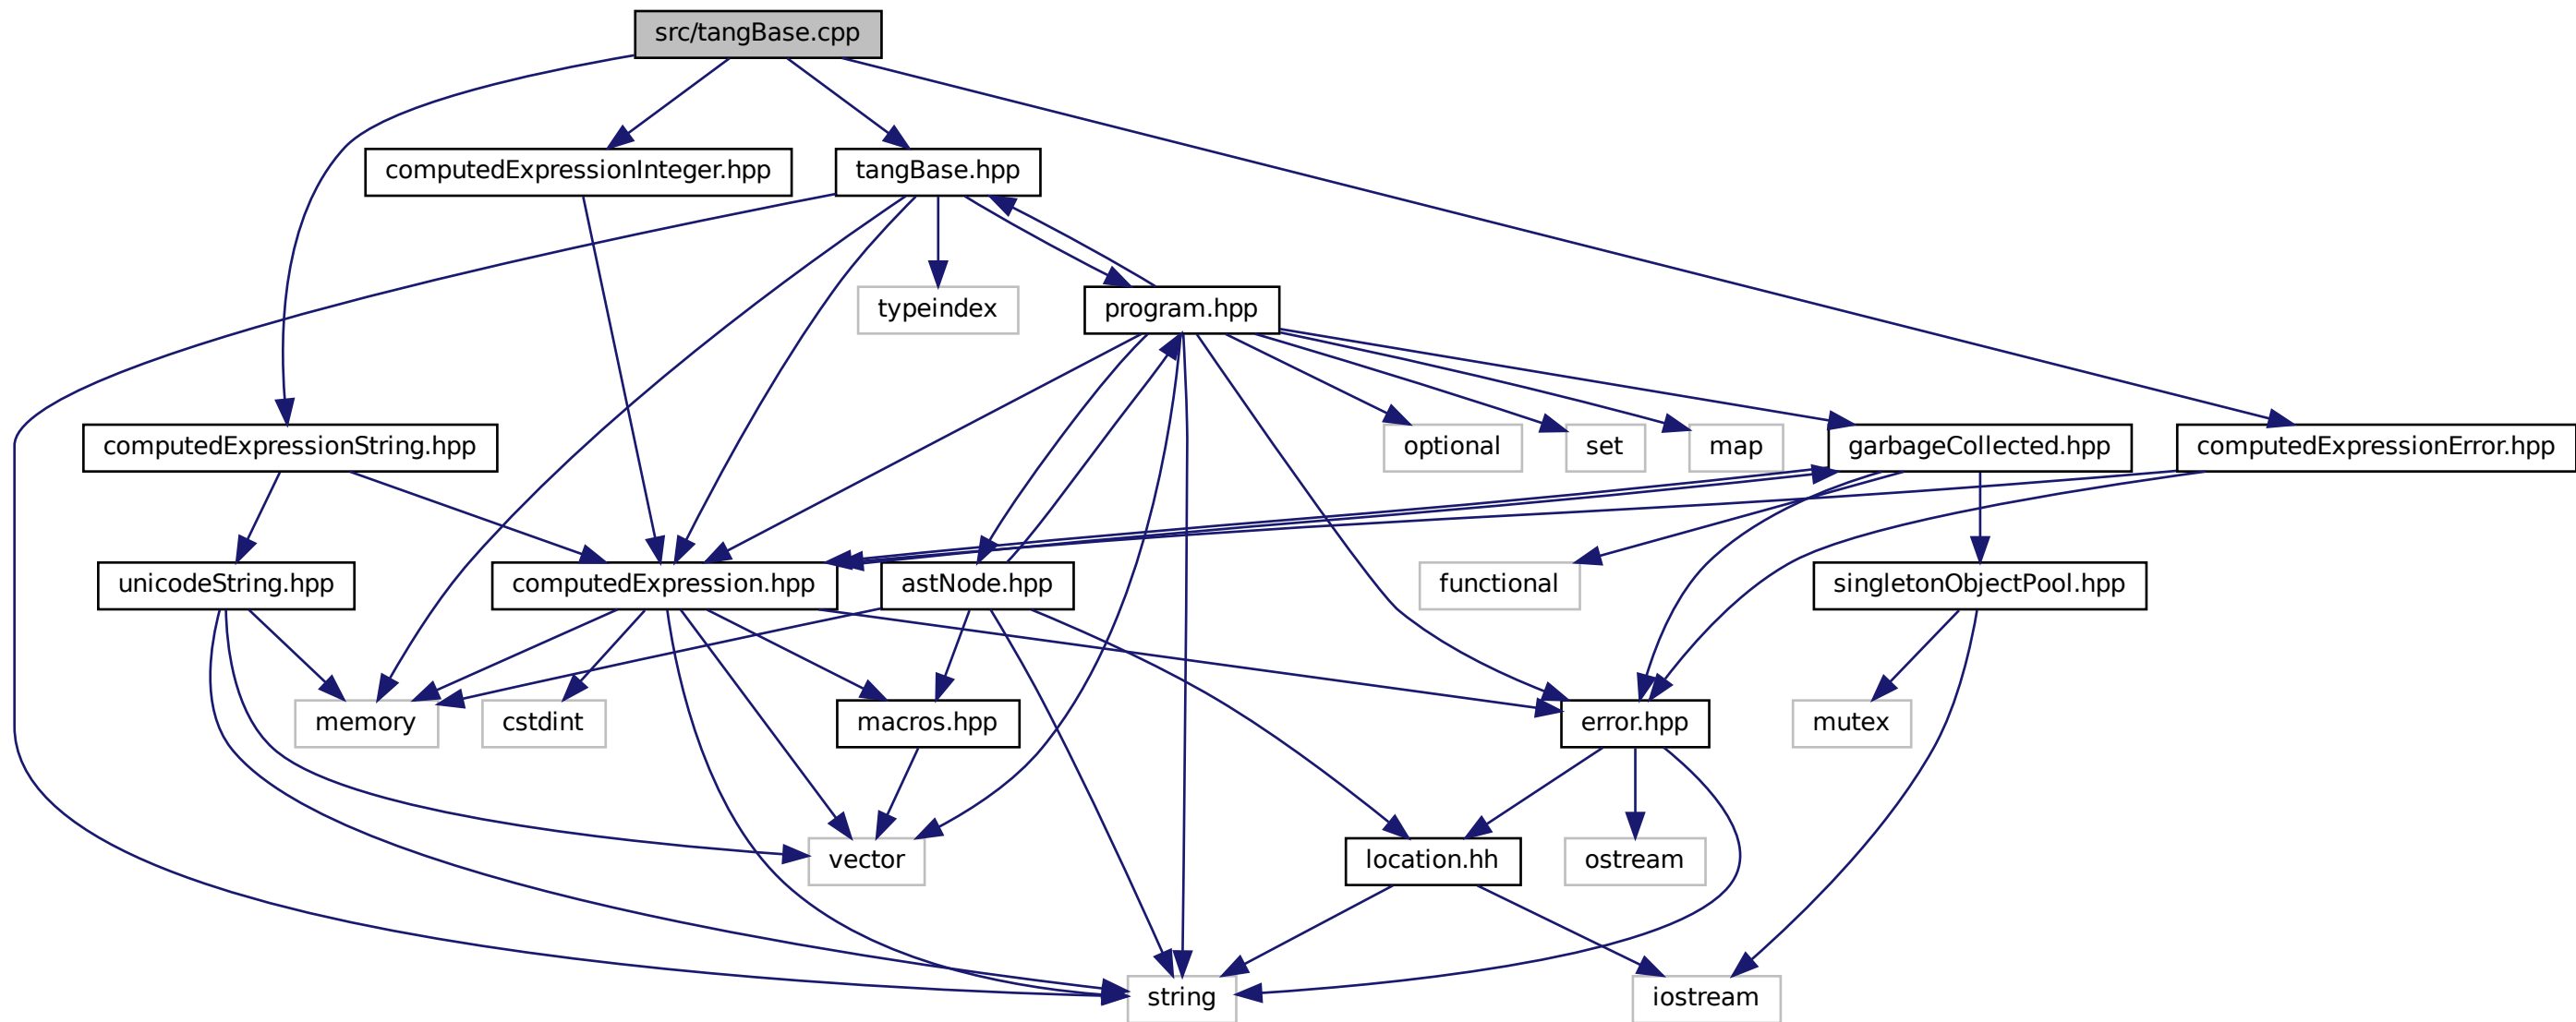 src/tangBase.cpp
computedExpressionInteger.hpp
tangBase.hpp
typeindex
program.hpp
computedExpressionString.hpp
optional
set
map
garbageCollected.hpp
computedExpressionError.hpp
unicodeString.hpp
computedExpression.hpp
astNode.hpp
functional
singletonObjectPool.hpp
memory
cstdint
macros.hpp
error.hpp
mutex
vector
location.hh
ostream
string
iostream